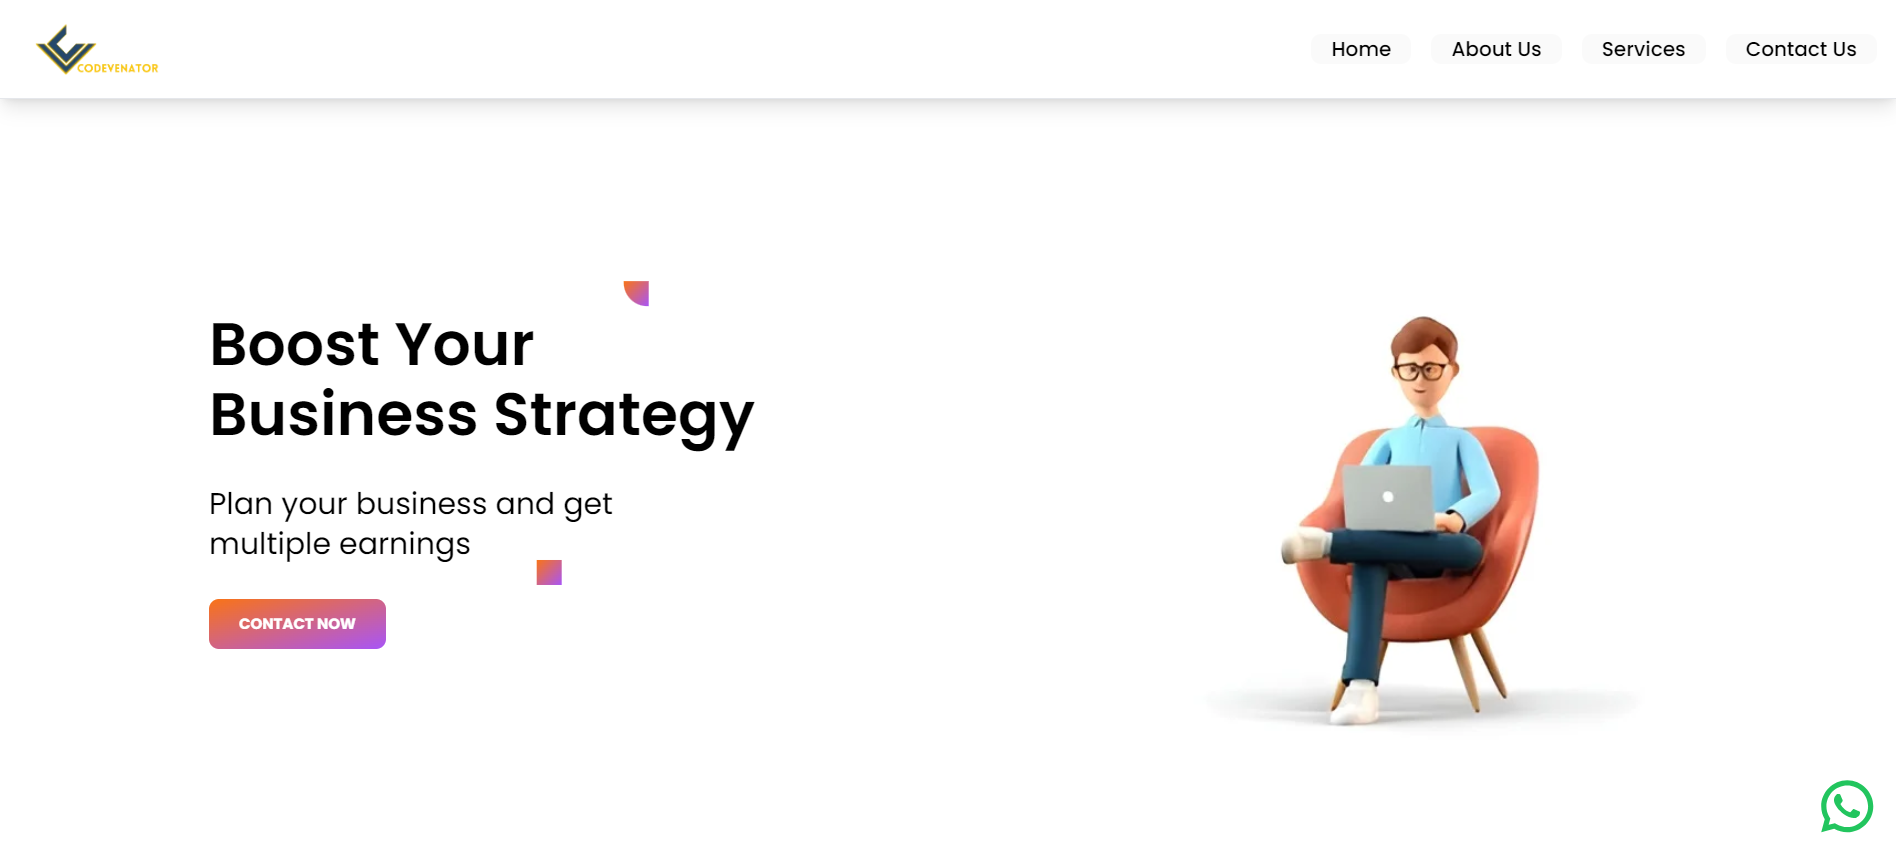 CODEVENATOR
Home
About Us
Services
Contact Us
Boost Your
Business Strategy
Plan your business and get
multiple earnings
CONTACT NOW